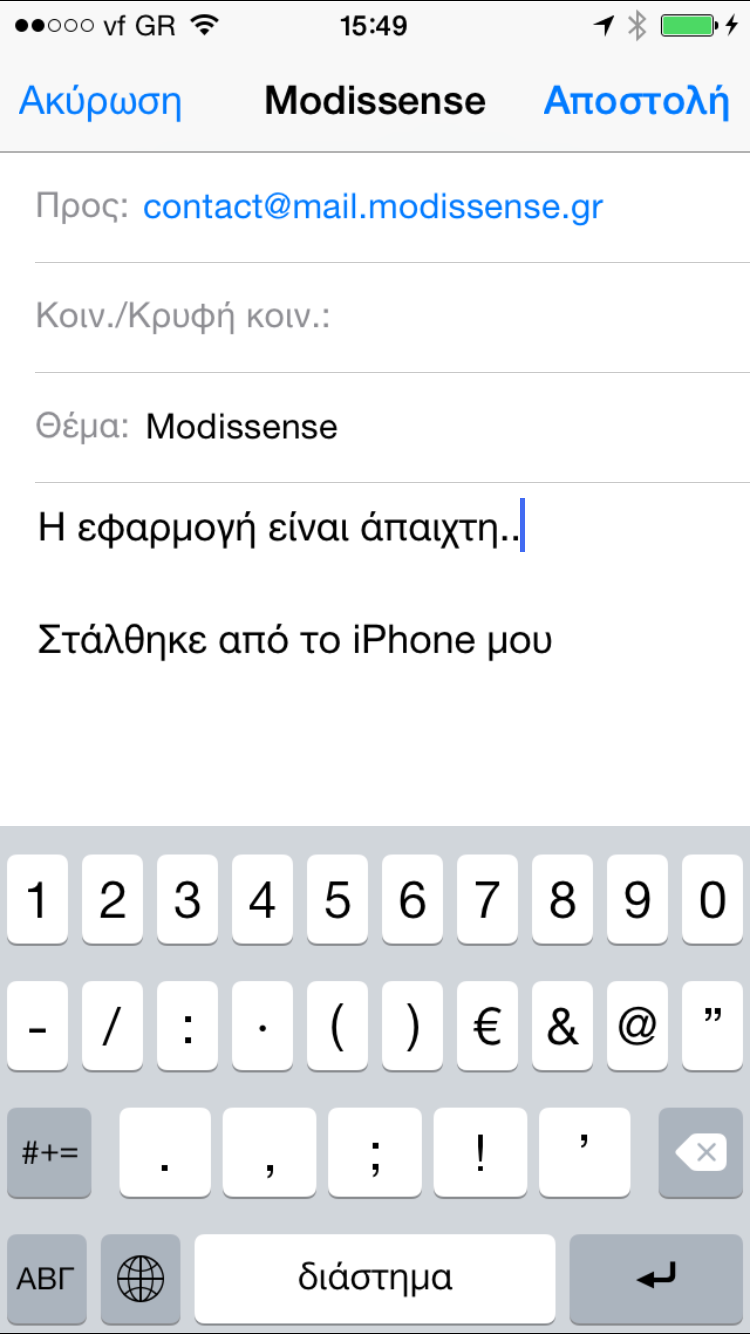 vf GR 15:49
Ακύρωση Modissense Αποστολή
Προς: contact@mail.modissense.gr
Κοιν./Κρυφή κοιν.:
Θέμα: Modissense
Η εφαρμογή είναι άπαιχτη..
Στάλθηκε από το iPhone μου
1 2 3 4 5 6 7 8 9 0
- / : · ( ) € & @ ”
#+= . , ; ! ’
ΑΒΓ διάστημα